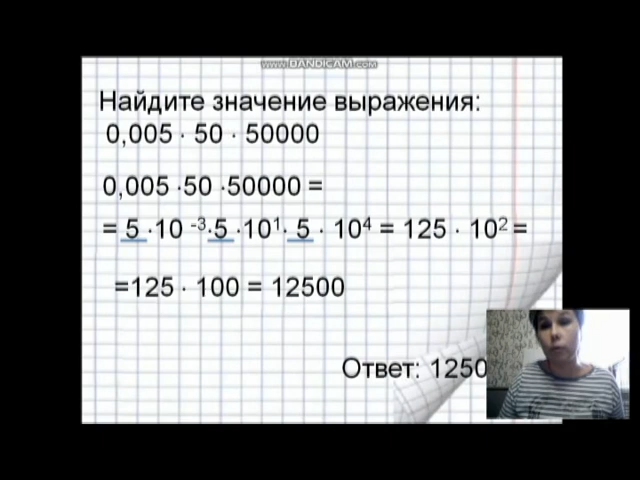 www.BANDICAM.com
Найдите значение выражения:
0,005 · 50 · 50000
0,005 ·50 ·50000 =
= 5 ·10 ⁻³·5 ·10¹· 5 · 10⁴ = 125 · 10² =
=125 · 100 = 12500
Ответ: 1250